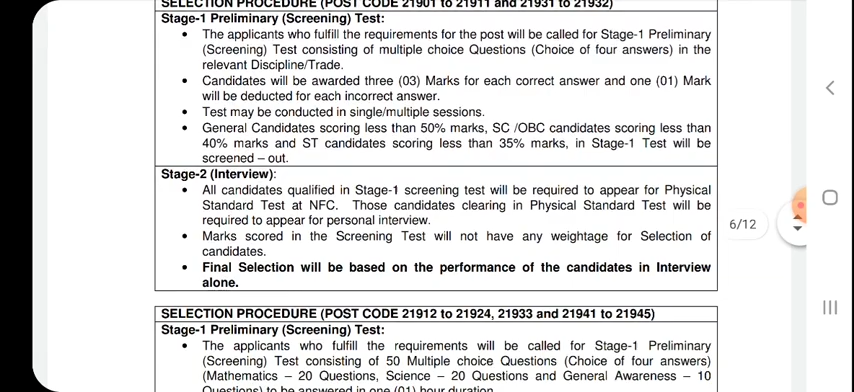 SELECTION PROCEDURE (POST CODE 21901 to 21911 and 21931 to 21932)
Stage-1 Preliminary (Screening) Test:
• The applicants who fulfill the requirements for the post will be called for Stage-1 Preliminary
(Screening) Test consisting of multiple choice Questions (Choice of four answers) in the
relevant Discipline/Trade.
• Candidates will be awarded three (03) Marks for each correct answer and one (01) Mark
will be deducted for each incorrect answer.
• Test may be conducted in single/multiple sessions.
• General Candidates scoring less than 50% marks, SC /OBC candidates scoring less than
40% marks and ST candidates scoring less than 35% marks, in Stage-1 Test will be
screened – out.
Stage-2 (Interview):
• All candidates qualified in Stage-1 screening test will be required to appear for Physical
Standard Test at NFC. Those candidates clearing in Physical Standard Test will be
required to appear for personal interview.
• Marks scored in the Screening Test will not have any weightage for Selection of
candidates.
• Final Selection will be based on the performance of the candidates in Interview
alone.
6/12
SELECTION PROCEDURE (POST CODE 21912 to 21924, 21933 and 21941 to 21945)
Stage-1 Preliminary (Screening) Test:
• The applicants who fulfill the requirements will be called for Stage-1 Preliminary
(Screening) Test consisting of 50 Multiple choice Questions (Choice of four answers)
(Mathematics – 20 Questions, Science – 20 Questions and General Awareness – 10
Questions) to be answered in one (01) hour duration.